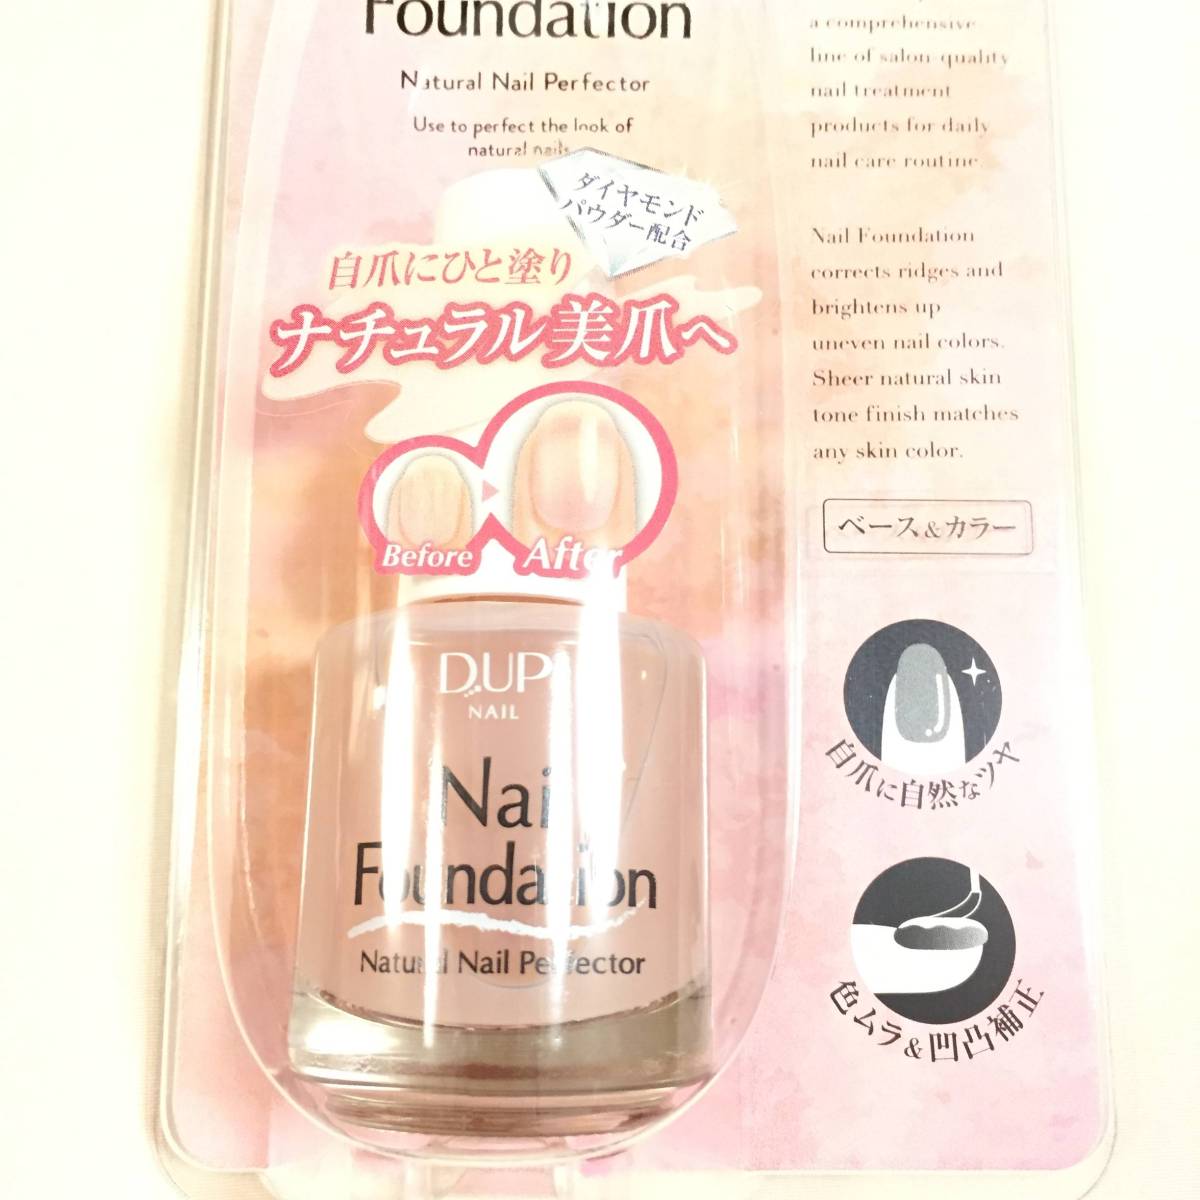 Foundation
Natural Nail Perfector
Use to perfect the look of
natural nails
ダイヤモンド
パウダー配合
自爪にひと塗り
ナチュラル美爪へ
Before
After
D.UP
NAIL
Nail
Foundation
Natural Nail Perfector
a comprehensive
line of salon-quality
nail treatment
products for daily
nail care routine.
Nail Foundation
corrects ridges and
brightens up
uneven nail colors.
Sheer natural skin
tone finish matches
any skin color.
ベース&カラー
自爪に自然なツヤ
色ムラ&凹凸補正